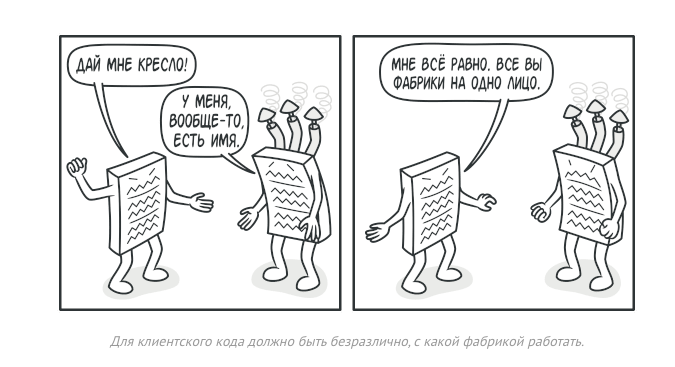 ДАЙ МНЕ КРЕСЛО!
У МЕНЯ,
ВООБЩЕ-ТО,
ЕСТЬ ИМЯ.
МНЕ ВСЁ РАВНО. ВСЕ ВЫ
ФАБРИКИ НА ОДНО ЛИЦО.
Для клиентского кода должно быть безразлично, с какой фабрикой работать.